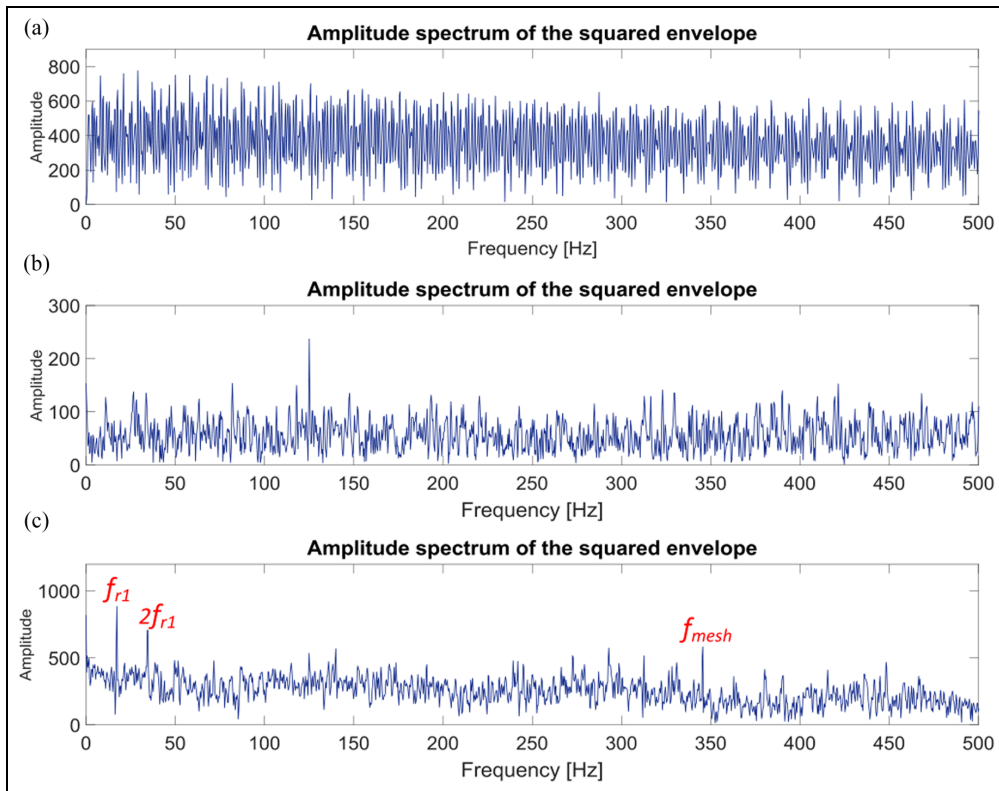 (a)
Amplitude spectrum of the squared envelope
800
600
400
200
0
Amplitude
0 50 100 150 200 250 300 350 400 450 500
Frequency [Hz]
(b)
Amplitude spectrum of the squared envelope
300
200
100
0
Amplitude
0 50 100 150 200 250 300 350 400 450 500
Frequency [Hz]
(c)
Amplitude spectrum of the squared envelope
1000
500
0
Amplitude
fr1
2fr1
fmesh
0 50 100 150 200 250 300 350 400 450 500
Frequency [Hz]